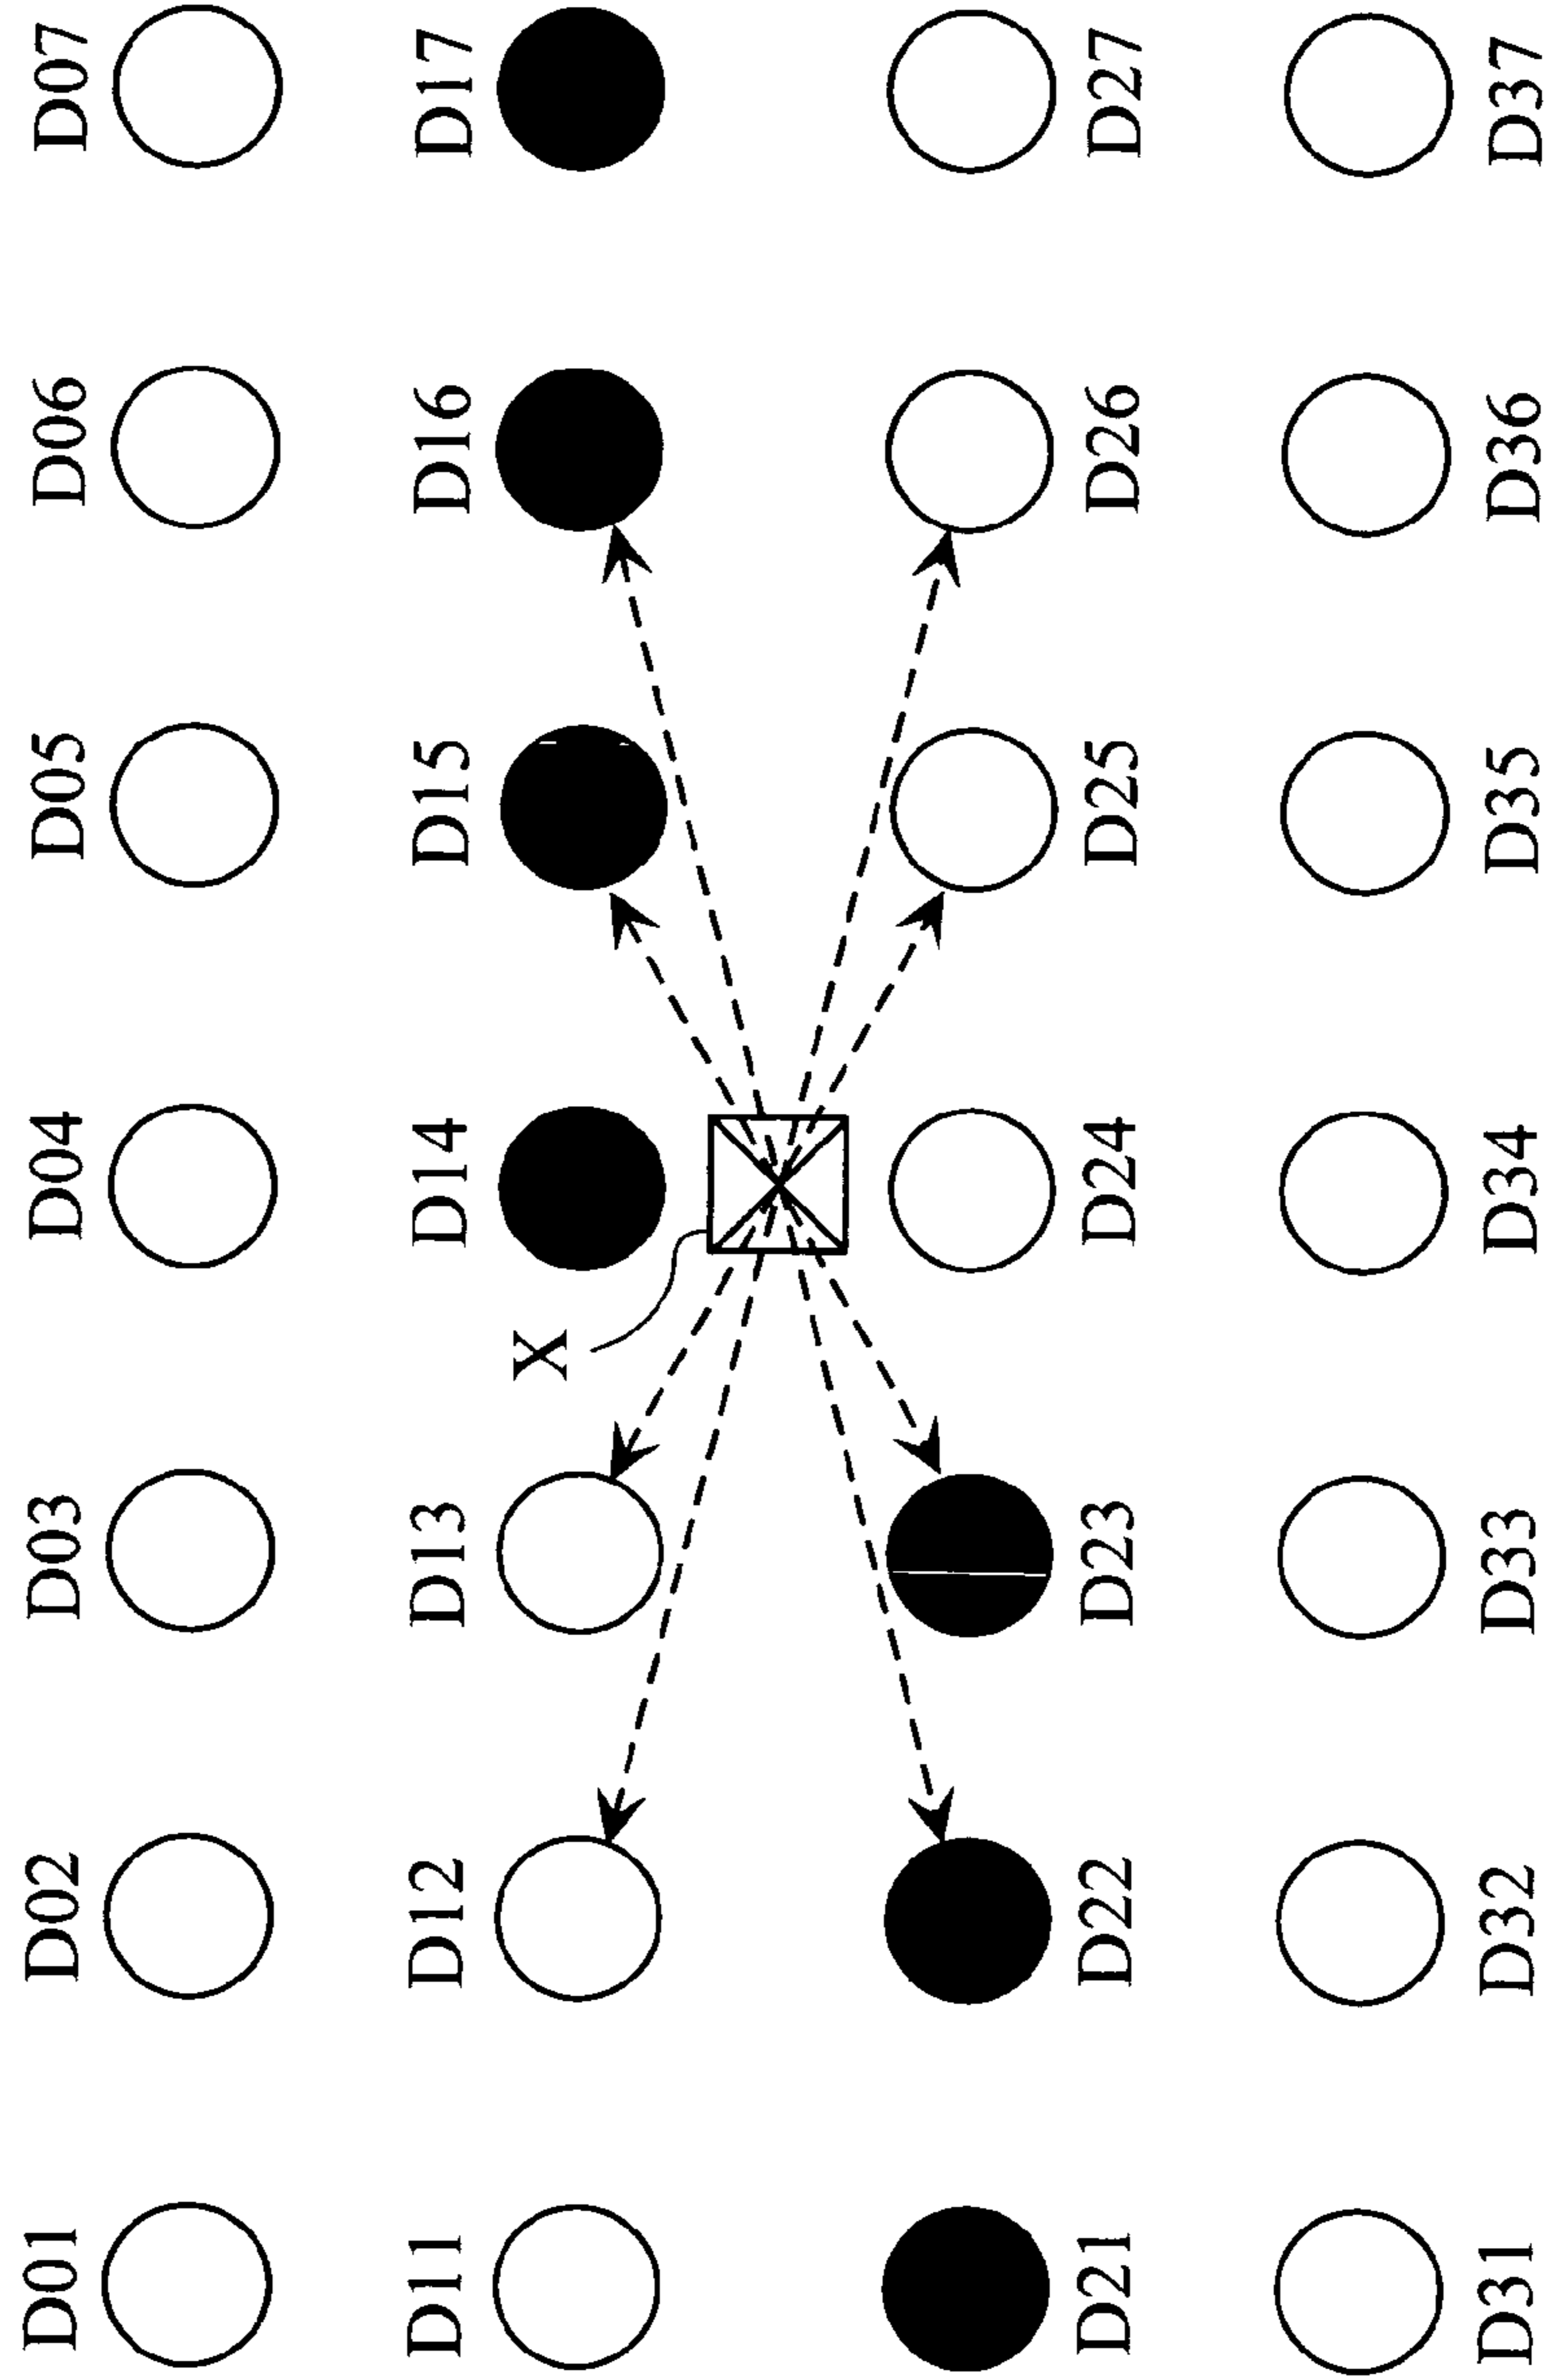 D01 D02 D03 D04 D05 D06 D07
D11 D12 D13 D14 D15 D16 D17
X
D21 D22 D23 D24 D25 D26 D27
D31 D32 D33 D34 D35 D36 D37